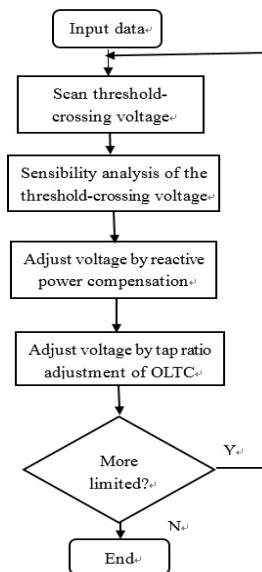 Input data
Scan threshold-
crossing voltage
Sensibility analysis of the
threshold-crossing voltage
Adjust voltage by reactive
power compensation
Adjust voltage by tap ratio
adjustment of OLTC
More
limited?
Y
N
End